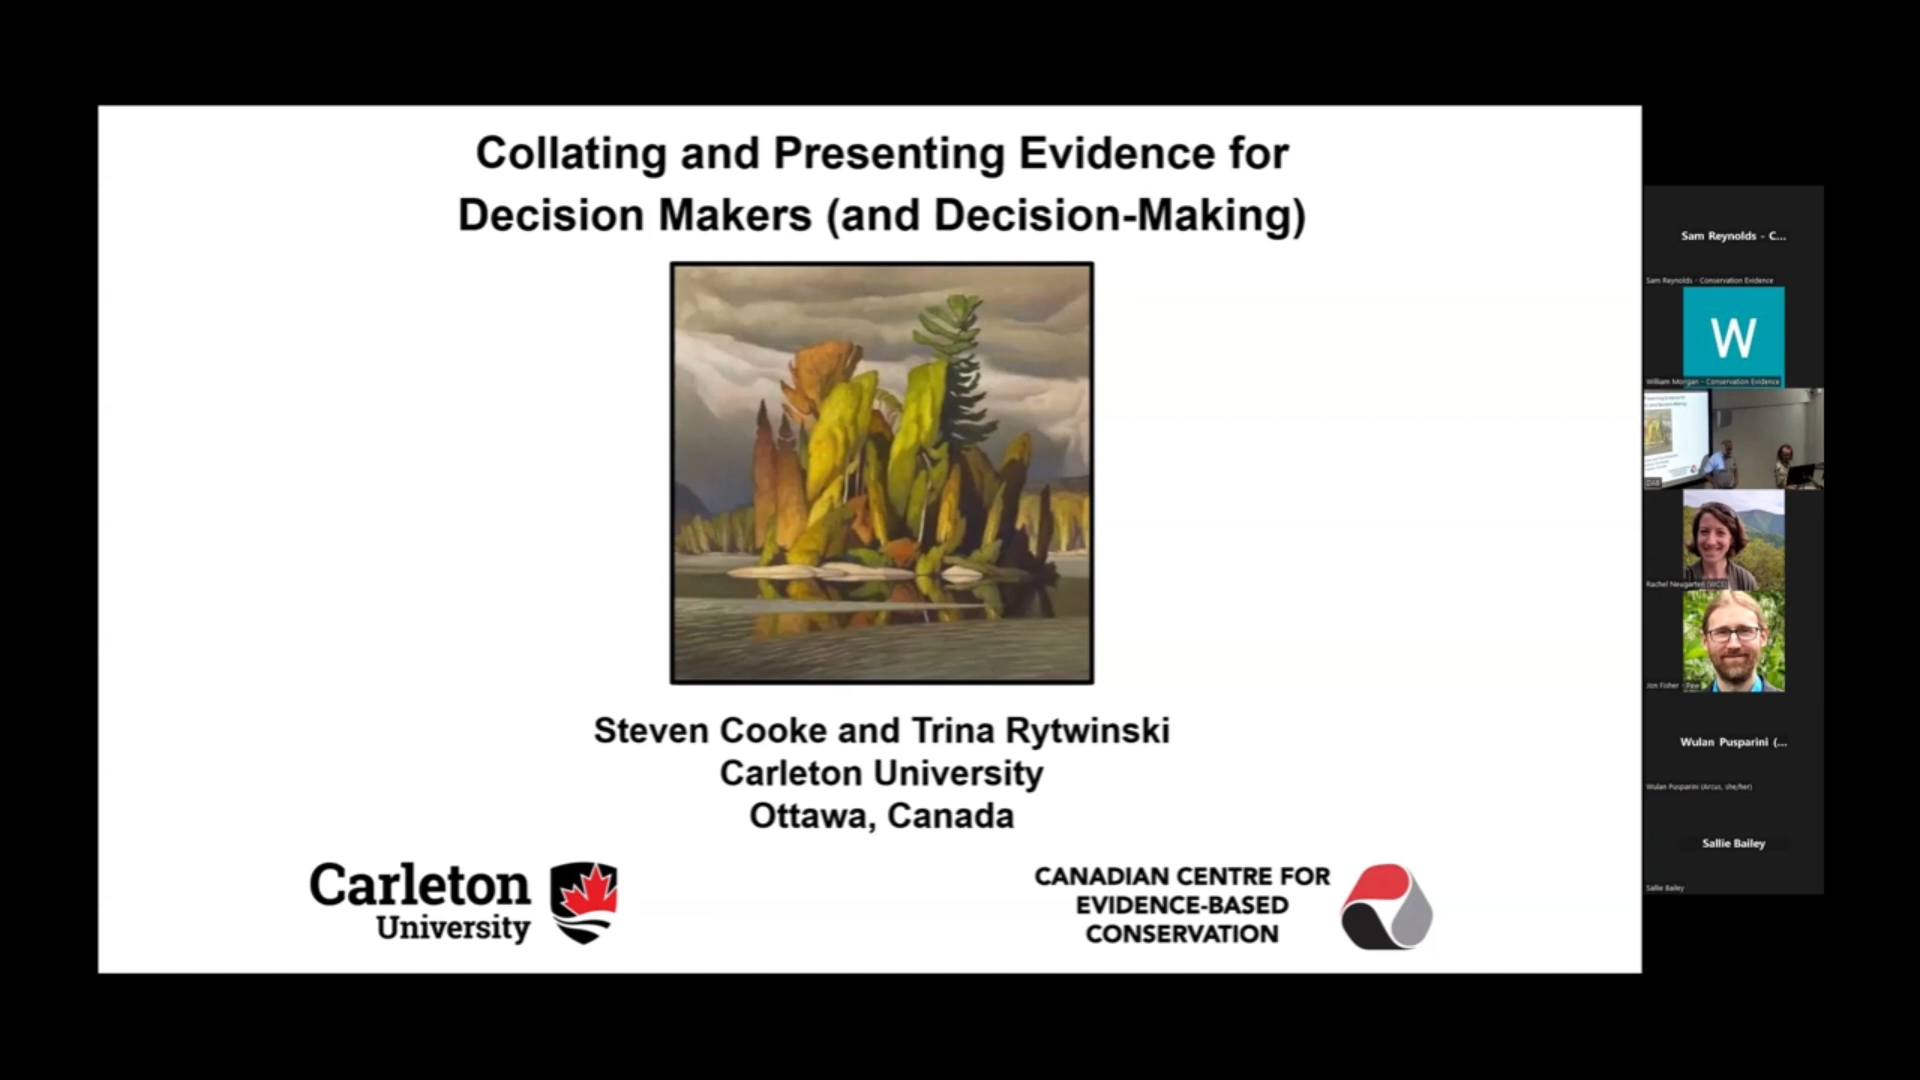 Collating and Presenting Evidence for
Decision Makers (and Decision-Making)
Steven Cooke and Trina Rytwinski
Carleton University
Ottawa, Canada
Carleton
University
CANADIAN CENTRE FOR
EVIDENCE-BASED
CONSERVATION
Sam Reynolds - C...
Sam Reynolds - Conservation Evidence
W
William Morgan - Conservation Evidence
Rachel Neugarten (WCS)
Jon Fisher - Pew
Wulan Pusparini (...
Wulan Pusparini (Arcus, she/her)
Sallie Bailey
Sallie Bailey